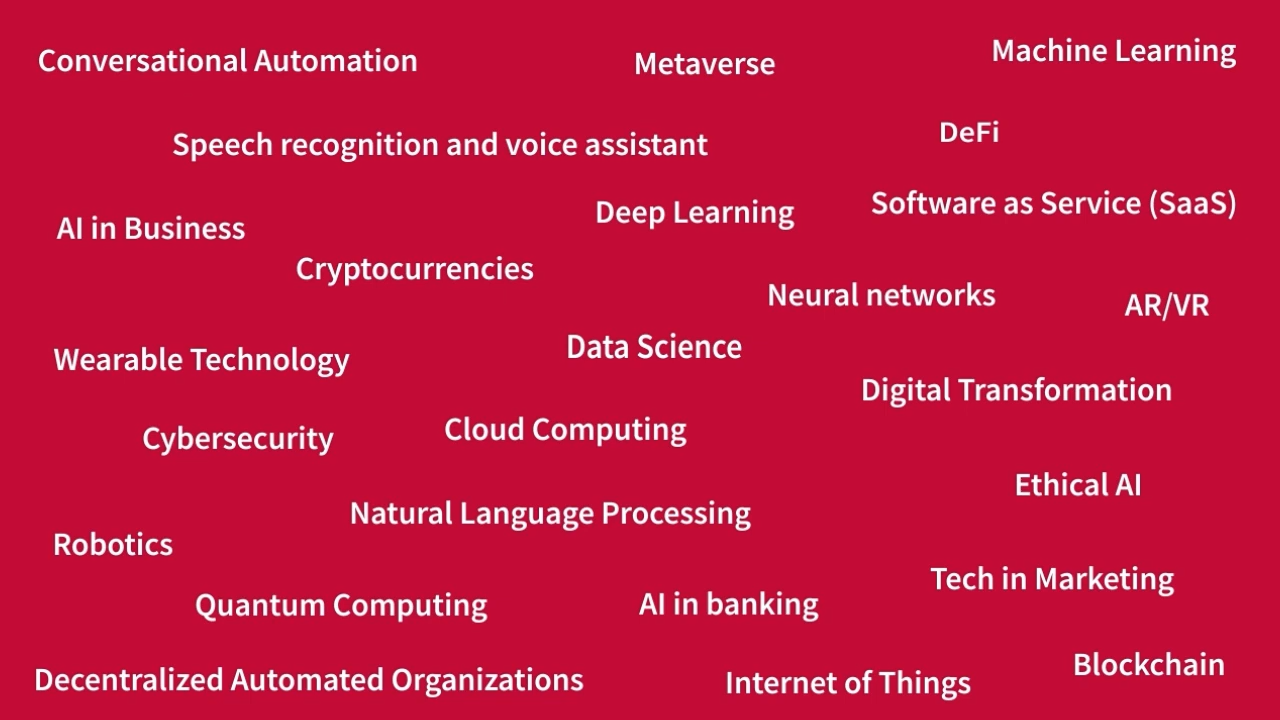 Conversational Automation
Metaverse
Machine Learning
Speech recognition and voice assistant
DeFi
AI in Business
Deep Learning
Software as Service (SaaS)
Cryptocurrencies
Neural networks
AR/VR
Wearable Technology
Data Science
Digital Transformation
Cybersecurity
Cloud Computing
Ethical AI
Natural Language Processing
Robotics
Tech in Marketing
Quantum Computing
AI in banking
Decentralized Automated Organizations
Internet of Things
Blockchain